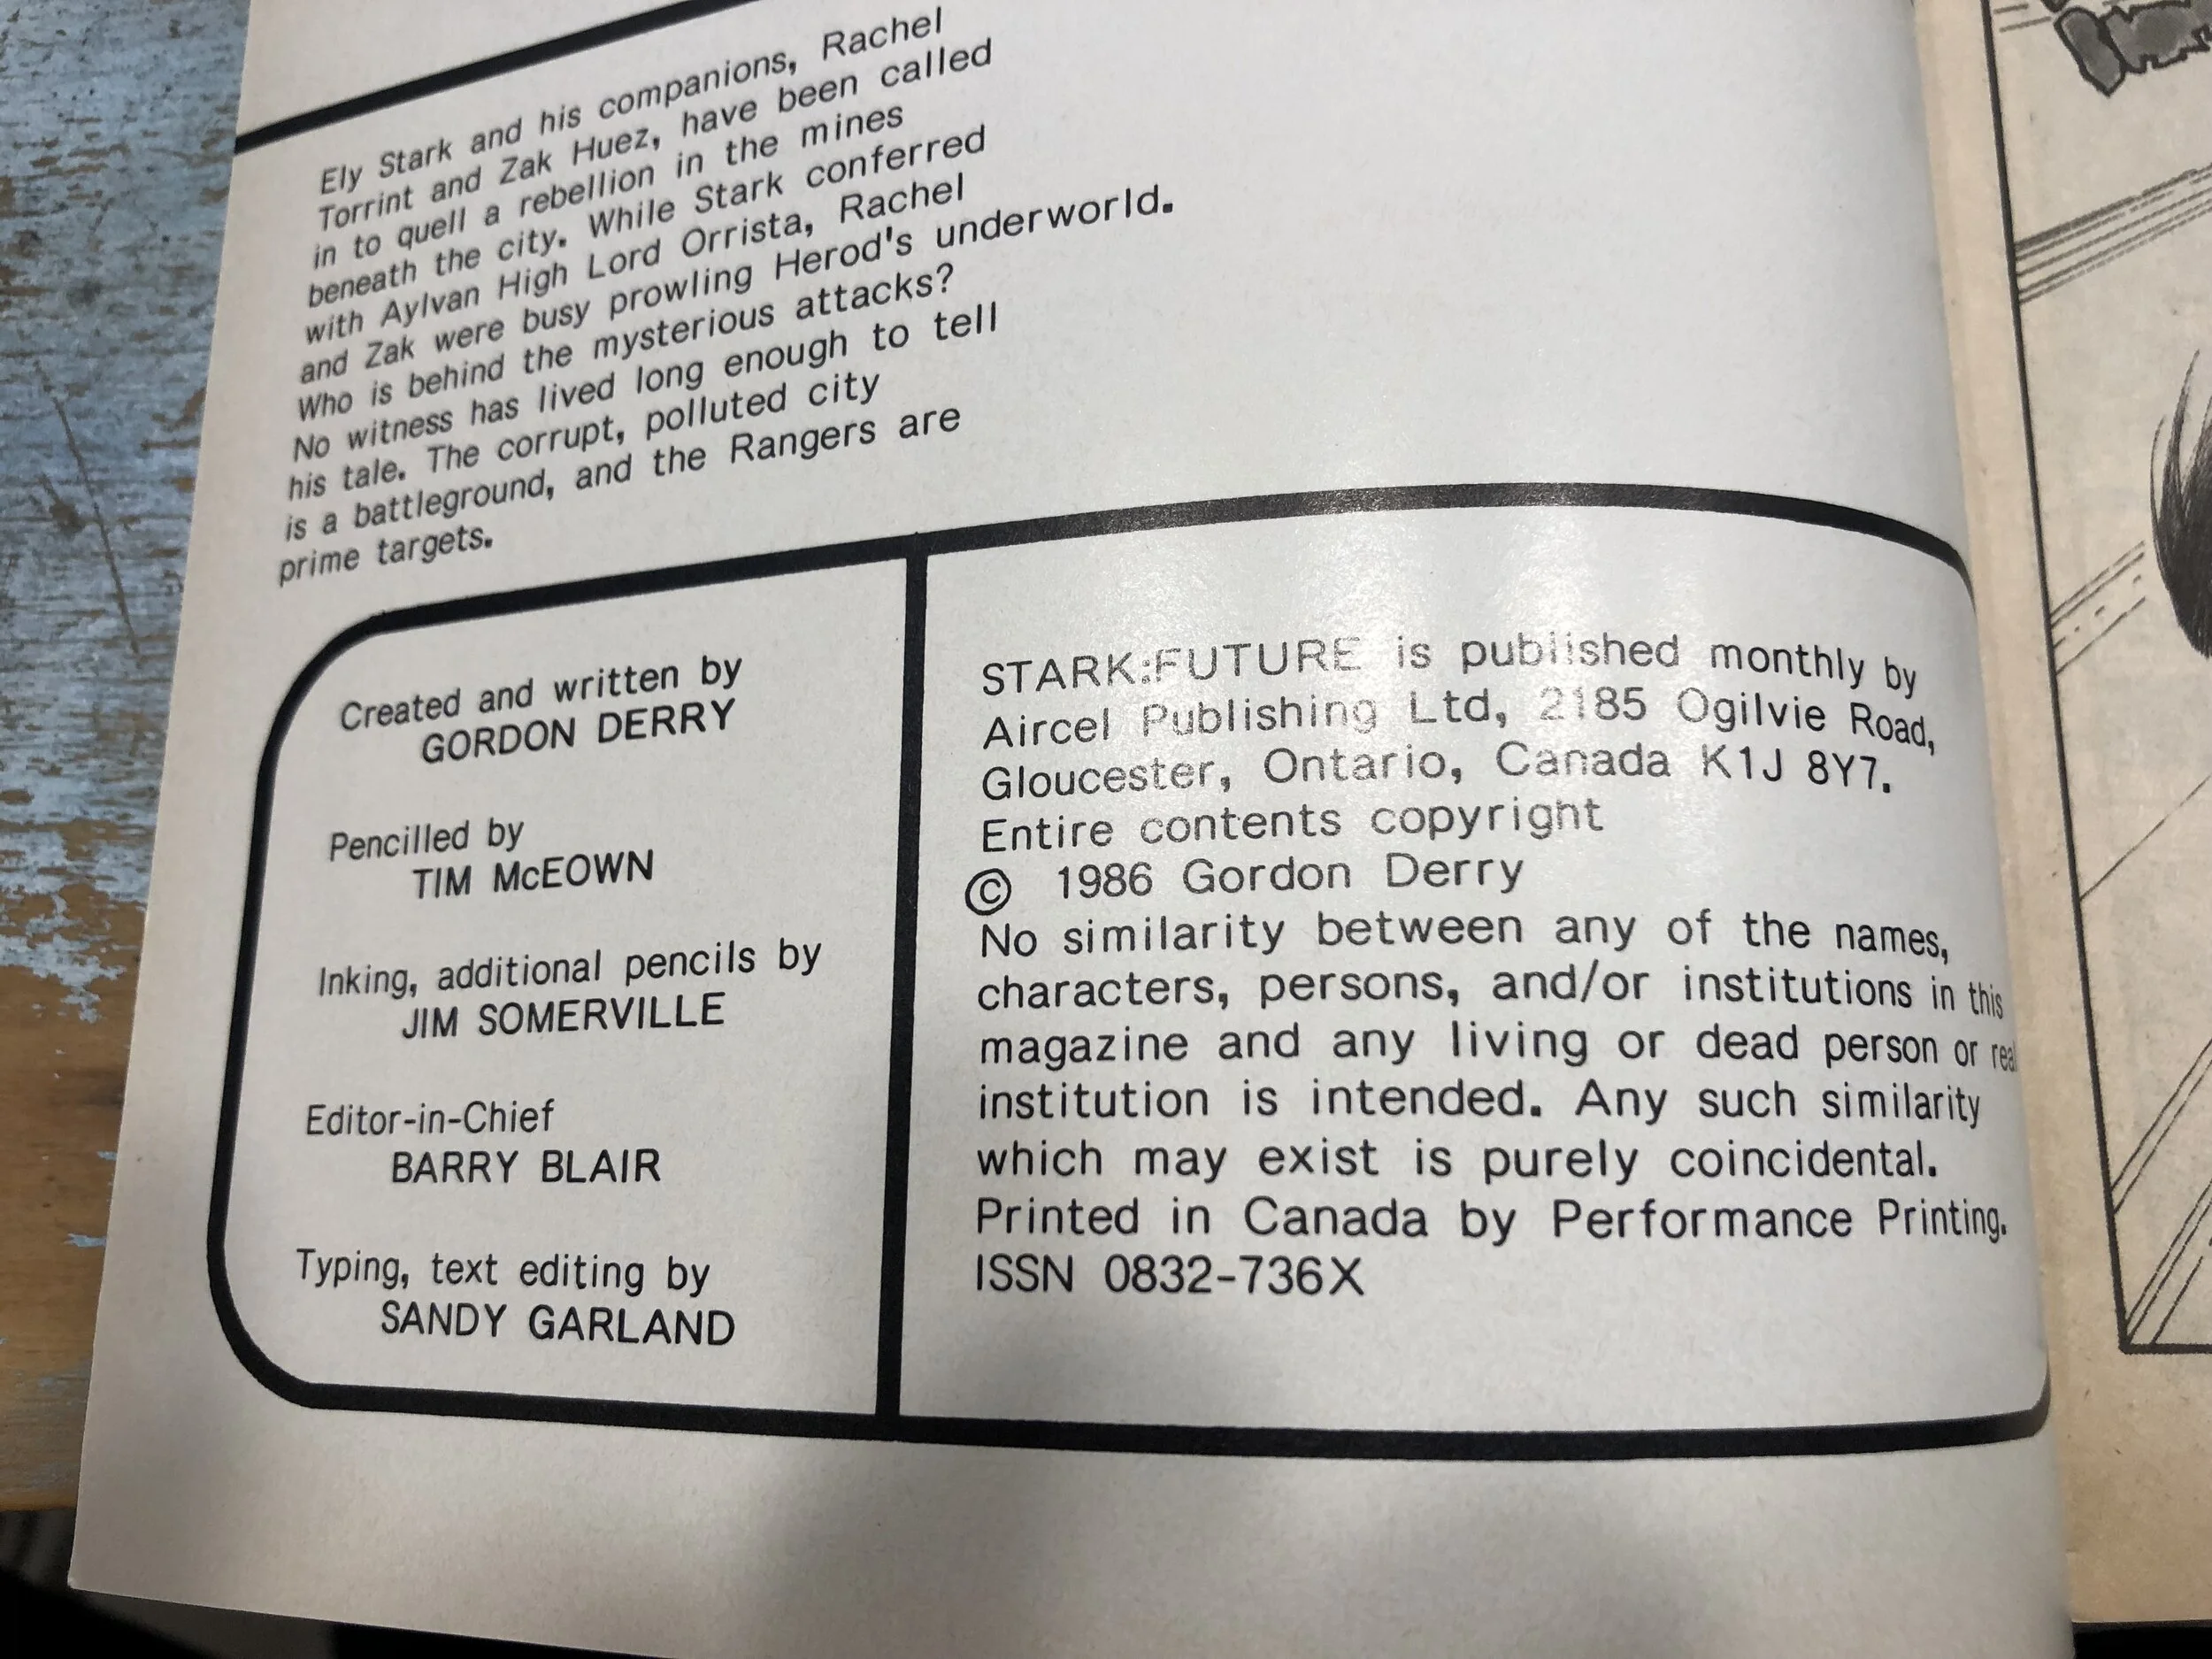 Ely Stark and his companions, Rachel
Torrint and Zak Huez, have been called
in to quell a rebellion in the mines
beneath the city. While Stark conferred
with Aylvan High Lord Orrista, Rachel
and Zak were busy prowling Herod's underworld.
Who is behind the mysterious attacks?
No witness has lived long enough to tell
his tale. The corrupt, polluted city
is a battleground, and the Rangers are
prime targets.
Created and written by
GORDON DERRY
Pencilled by
TIM McEOWN
Inking, additional pencils by
JIM SOMERVILLE
Editor-in-Chief
BARRY BLAIR
Typing, text editing by
SANDY GARLAND
STARK:FUTURE is published monthly by
Aircel Publishing Ltd, 2185 Ogilvie Road,
Gloucester, Ontario, Canada K1J 8Y7.
Entire contents copyright
© 1986 Gordon Derry
No similarity between any of the names,
characters, persons, and/or institutions in this
magazine and any living or dead person or real
institution is intended. Any such similarity
which may exist is purely coincidental.
Printed in Canada by Performance Printing.
ISSN 0832-736X